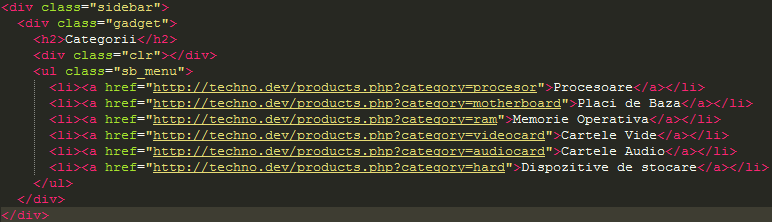 <div class="sidebar">
  <div class="gadget">
    <h2>Categorii</h2>
    <div class="clr"></div>
    <ul class="sb_menu">
      <li><a href="http://techno.dev/products.php?category=procesor">Procesoare</a></li>
      <li><a href="http://techno.dev/products.php?category=motherboard">Placi de Baza</a></li>
      <li><a href="http://techno.dev/products.php?category=ram">Memorie Operativa</a></li>
      <li><a href="http://techno.dev/products.php?category=videocard">Cartele Vide</a></li>
      <li><a href="http://techno.dev/products.php?category=audiocard">Cartele Audio</a></li>
      <li><a href="http://techno.dev/products.php?category=hard">Dispozitive de stocare</a></li>
    </ul>
  </div>
</div>